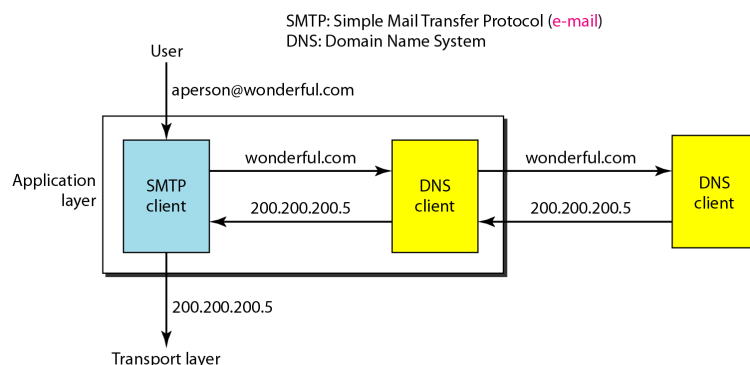 SMTP: Simple Mail Transfer Protocol (e-mail)
DNS: Domain Name System
User
aperson@wonderful.com
Application
layer
SMTP
client
wonderful.com
200.200.200.5
DNS
client
wonderful.com
200.200.200.5
DNS
client
200.200.200.5
Transport layer